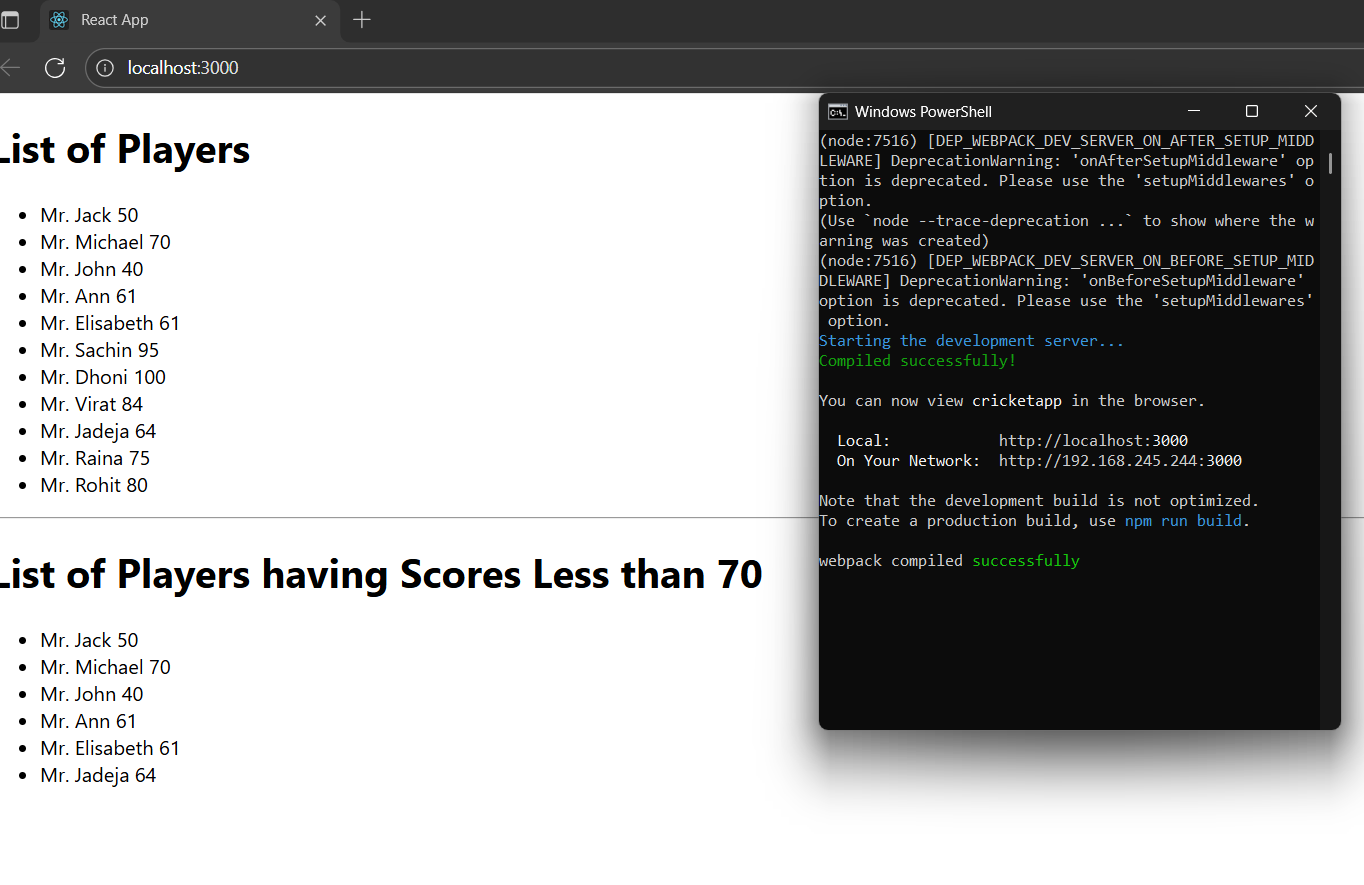 React App
localhost:3000
List of Players
Mr. Jack 50
Mr. Michael 70
Mr. John 40
Mr. Ann 61
Mr. Elisabeth 61
Mr. Sachin 95
Mr. Dhoni 100
Mr. Virat 84
Mr. Jadeja 64
Mr. Raina 75
Mr. Rohit 80
List of Players having Scores Less than 70
Mr. Jack 50
Mr. Michael 70
Mr. John 40
Mr. Ann 61
Mr. Elisabeth 61
Mr. Jadeja 64
Windows PowerShell
(node:7516) [DEP_WEBPACK_DEV_SERVER_ON_AFTER_SETUP_MIDD
LEWARE] DeprecationWarning: 'onAfterSetupMiddleware' op
tion is deprecated. Please use the 'setupMiddlewares' o
ption.
(Use `node --trace-deprecation ...` to show where the w
arning was created)
(node:7516) [DEP_WEBPACK_DEV_SERVER_ON_BEFORE_SETUP_MID
DLEWARE] DeprecationWarning: 'onBeforeSetupMiddleware'
option is deprecated. Please use the 'setupMiddlewares'
option.
Starting the development server...
Compiled successfully!
You can now view cricketapp in the browser.
Local: http://localhost:3000
On Your Network: http://192.168.245.244:3000
Note that the development build is not optimized.
To create a production build, use npm run build.
webpack compiled successfully